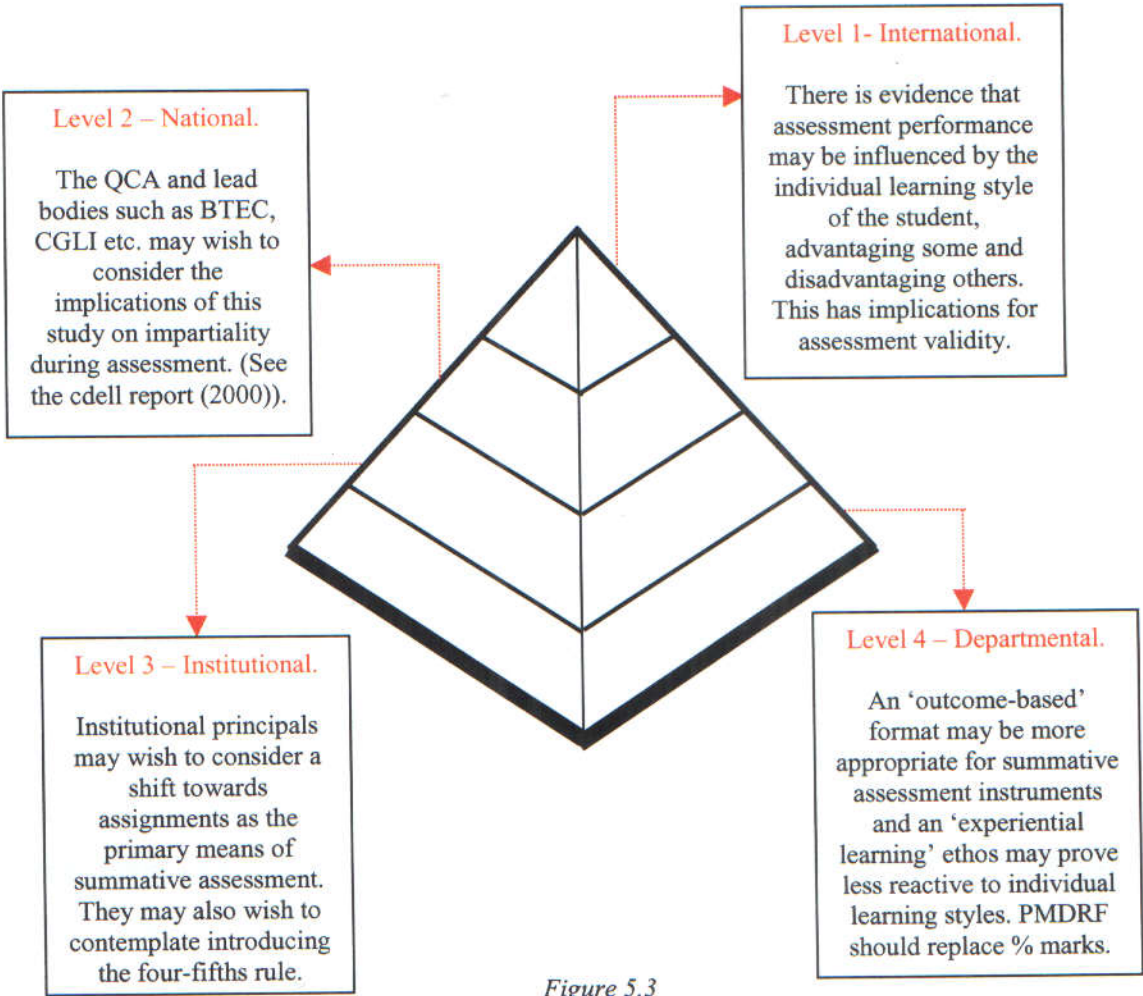 Level 1- International.
There is evidence that
assessment performance
may be influenced by the
individual learning style
of the student,
advantaging some and
disadvantaging others.
This has implications for
assessment validity.
Level 2 – National.
The QCA and lead
bodies such as BTEC,
CGLI etc. may wish to
consider the
implications of this
study on impartiality
during assessment. (See
the cdell report (2000)).
Level 3 – Institutional.
Institutional principals
may wish to consider a
shift towards
assignments as the
primary means of
summative assessment.
They may also wish to
contemplate introducing
the four-fifths rule.
Level 4 – Departmental.
An ‘outcome-based’
format may be more
appropriate for summative
assessment instruments
and an ‘experiential
learning’ ethos may prove
less reactive to individual
learning styles. PMDRF
should replace % marks.
Figure 5.3